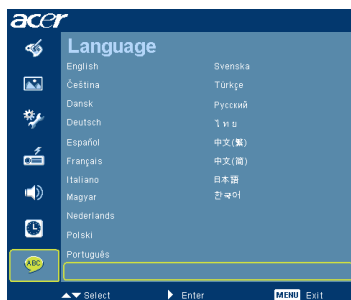 acer
Language
English
Čeština
Dansk
Deutsch
Español
Français
Italiano
Magyar
Nederlands
Polski
Português
Svenska
Türkçe
Русский
ไทย
中文(繁)
中文(简)
日本語
한국어
ABC
Select Enter MENU Exit